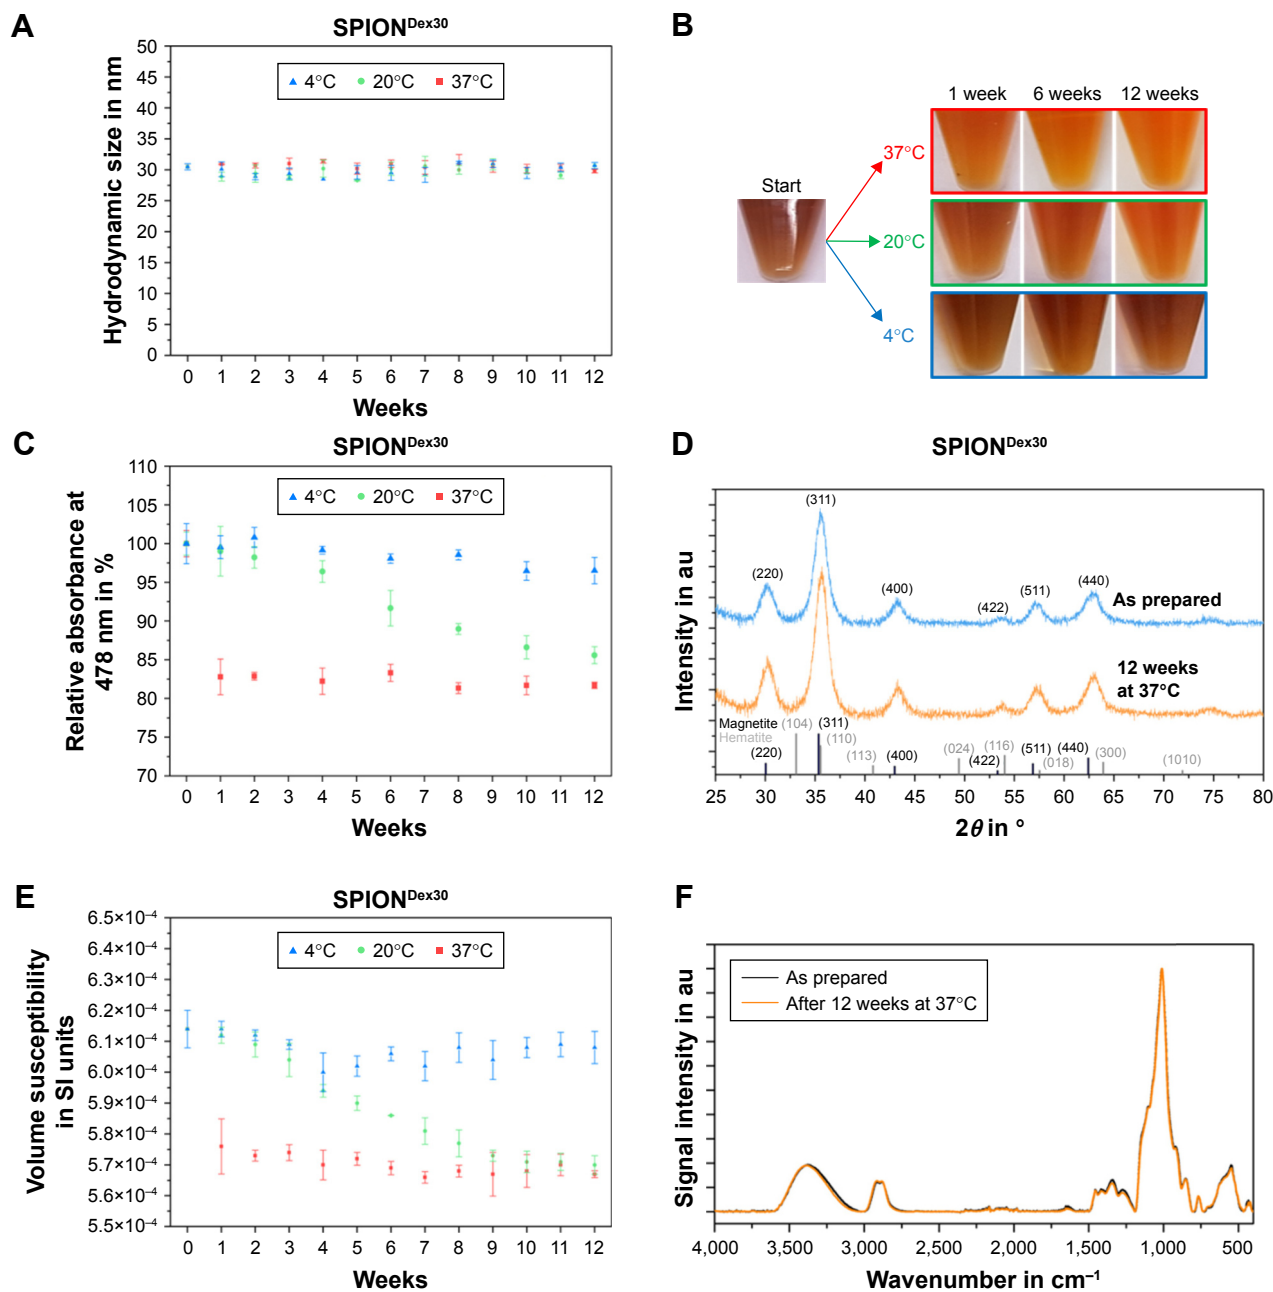 A
SPION^Dex30
Hydrodynamic size in nm
50
45
40
35
30
25
20
15
10
5
0
4°C 20°C 37°C
0 1 2 3 4 5 6 7 8 9 10 11 12
Weeks
B
1 week 6 weeks 12 weeks
Start
37°C
20°C
4°C
C
SPION^Dex30
Relative absorbance at
478 nm in %
110
105
100
95
90
85
80
75
70
4°C 20°C 37°C
0 1 2 3 4 5 6 7 8 9 10 11 12
Weeks
D
SPION^Dex30
Intensity in au
(311)
(220)
(400)
(422)
(511)
(440)
As prepared
12 weeks
at 37°C
Magnetite (104) (311)
Hematite (110)
(220) (113) (400) (024) (116) (422) (511) (018) (440) (300) (1010)
25 30 35 40 45 50 55 60 65 70 75 80
2θ in °
E
SPION^Dex30
Volume susceptibility
in SI units
6.5×10⁻⁴
6.4×10⁻⁴
6.3×10⁻⁴
6.2×10⁻⁴
6.1×10⁻⁴
6.0×10⁻⁴
5.9×10⁻⁴
5.8×10⁻⁴
5.7×10⁻⁴
5.6×10⁻⁴
5.5×10⁻⁴
4°C 20°C 37°C
0 1 2 3 4 5 6 7 8 9 10 11 12
Weeks
F
Signal intensity in au
As prepared
After 12 weeks at 37°C
4,000 3,500 3,000 2,500 2,000 1,500 1,000 500
Wavenumber in cm⁻¹